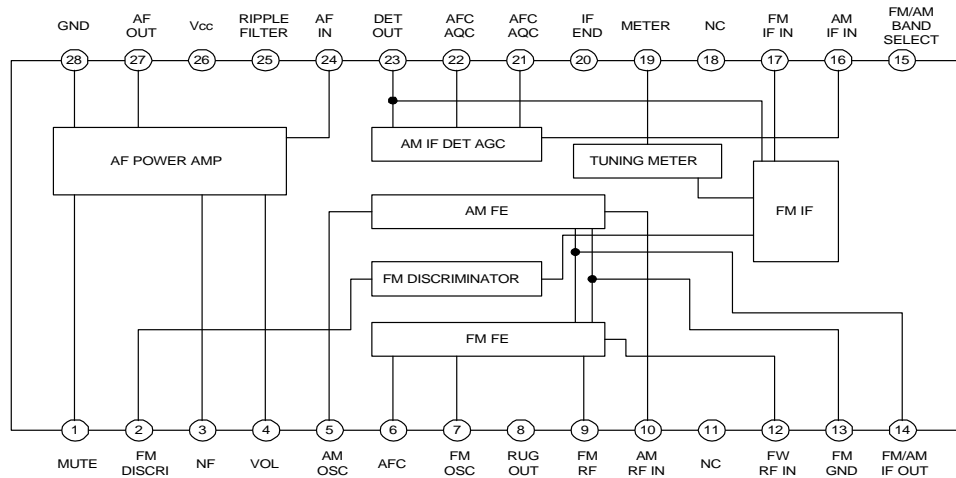 GND
AF
OUT
Vcc
RIPPLE
FILTER
AF
IN
DET
OUT
AFC
AQC
AFC
AQC
IF
END
METER
NC
FM
IF IN
AM
IF IN
FM/AM
BAND
SELECT
28
27
26
25
24
23
22
21
20
19
18
17
16
15
AF POWER AMP
AM IF DET AGC
TUNING METER
FM IF
AM FE
FM DISCRIMINATOR
FM FE
1
2
3
4
5
6
7
8
9
10
11
12
13
14
MUTE
FM
DISCRI
NF
VOL
AM
OSC
AFC
FM
OSC
RUG
OUT
FM
RF
AM
RF IN
NC
FW
RF IN
FM
GND
FM/AM
IF OUT